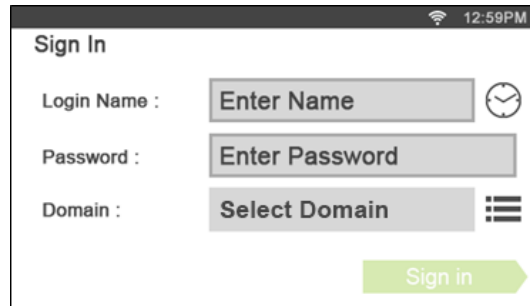 12:59PM
Sign In
Login Name : Enter Name
Password : Enter Password
Domain : Select Domain
Sign in